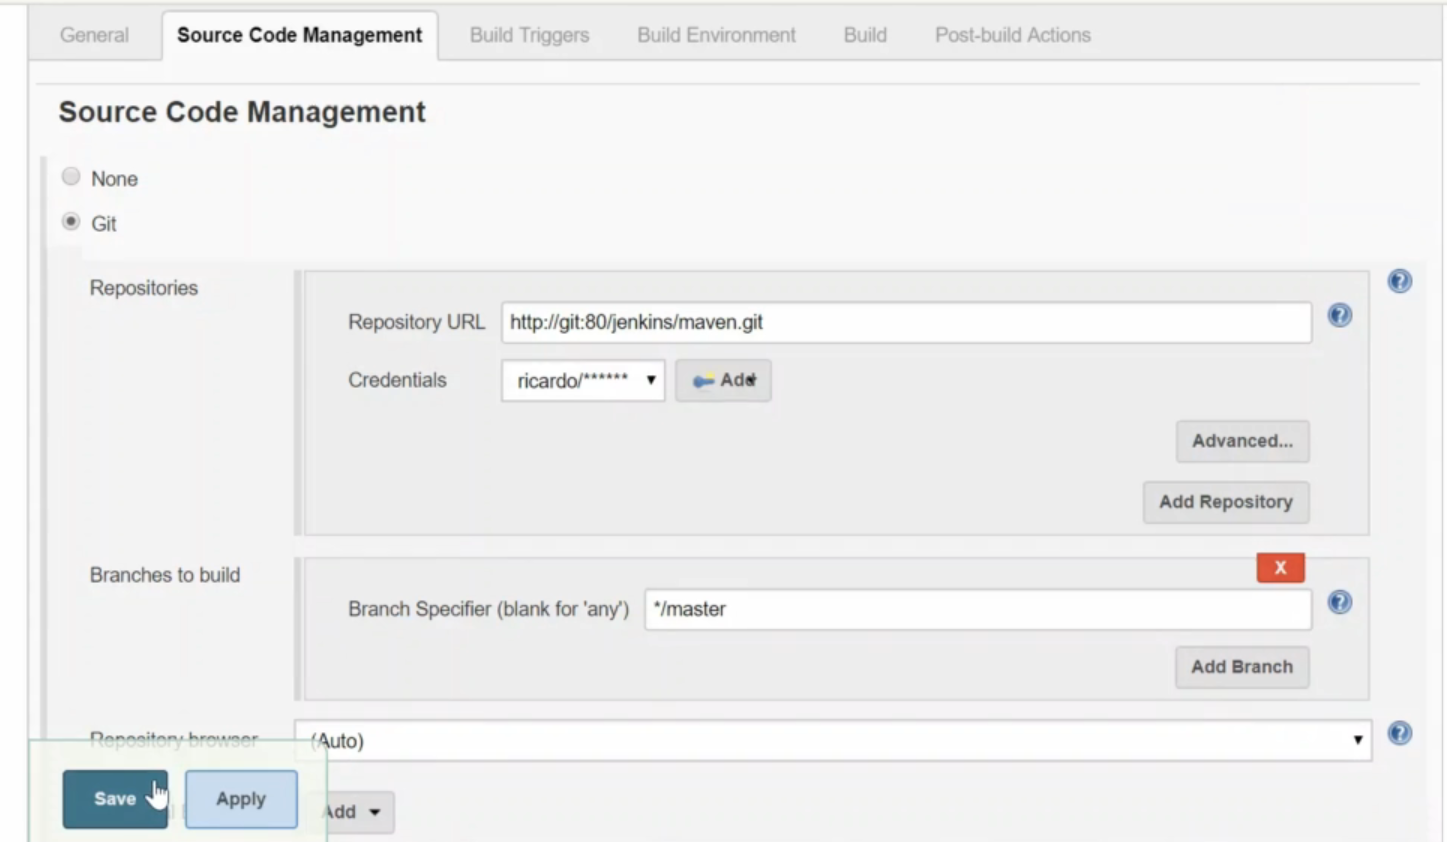 General Source Code Management Build Triggers Build Environment Build Post-build Actions
Source Code Management
None
Git
Repositories
Repository URL http://git:80/jenkins/maven.git
Credentials ricardo/****** Add
Advanced...
Add Repository
Branches to build
X
Branch Specifier (blank for 'any') */master
Add Branch
Repository browser (Auto)
Save Apply Add